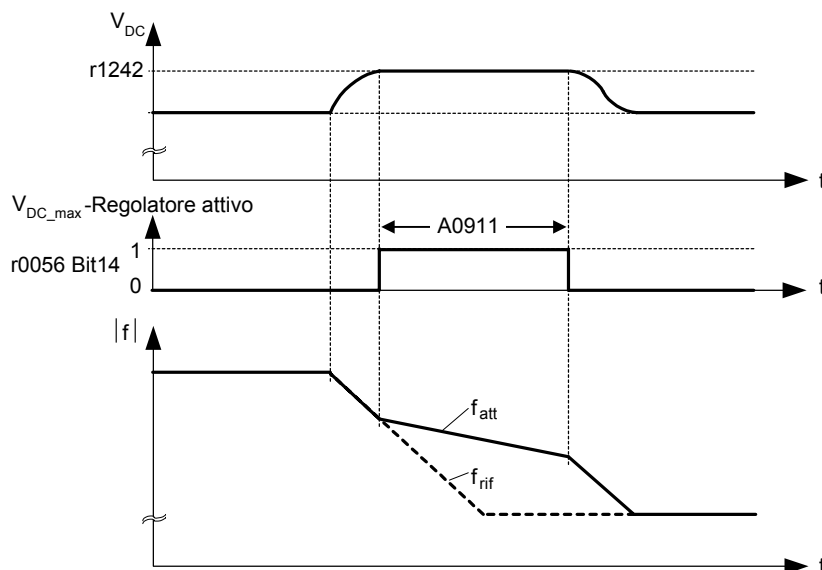 V_DC
r1242
t
V_DC_max -Regolatore attivo
A0911
1
r0056 Bit14
0
t
|f|
f_att
f_rif
t